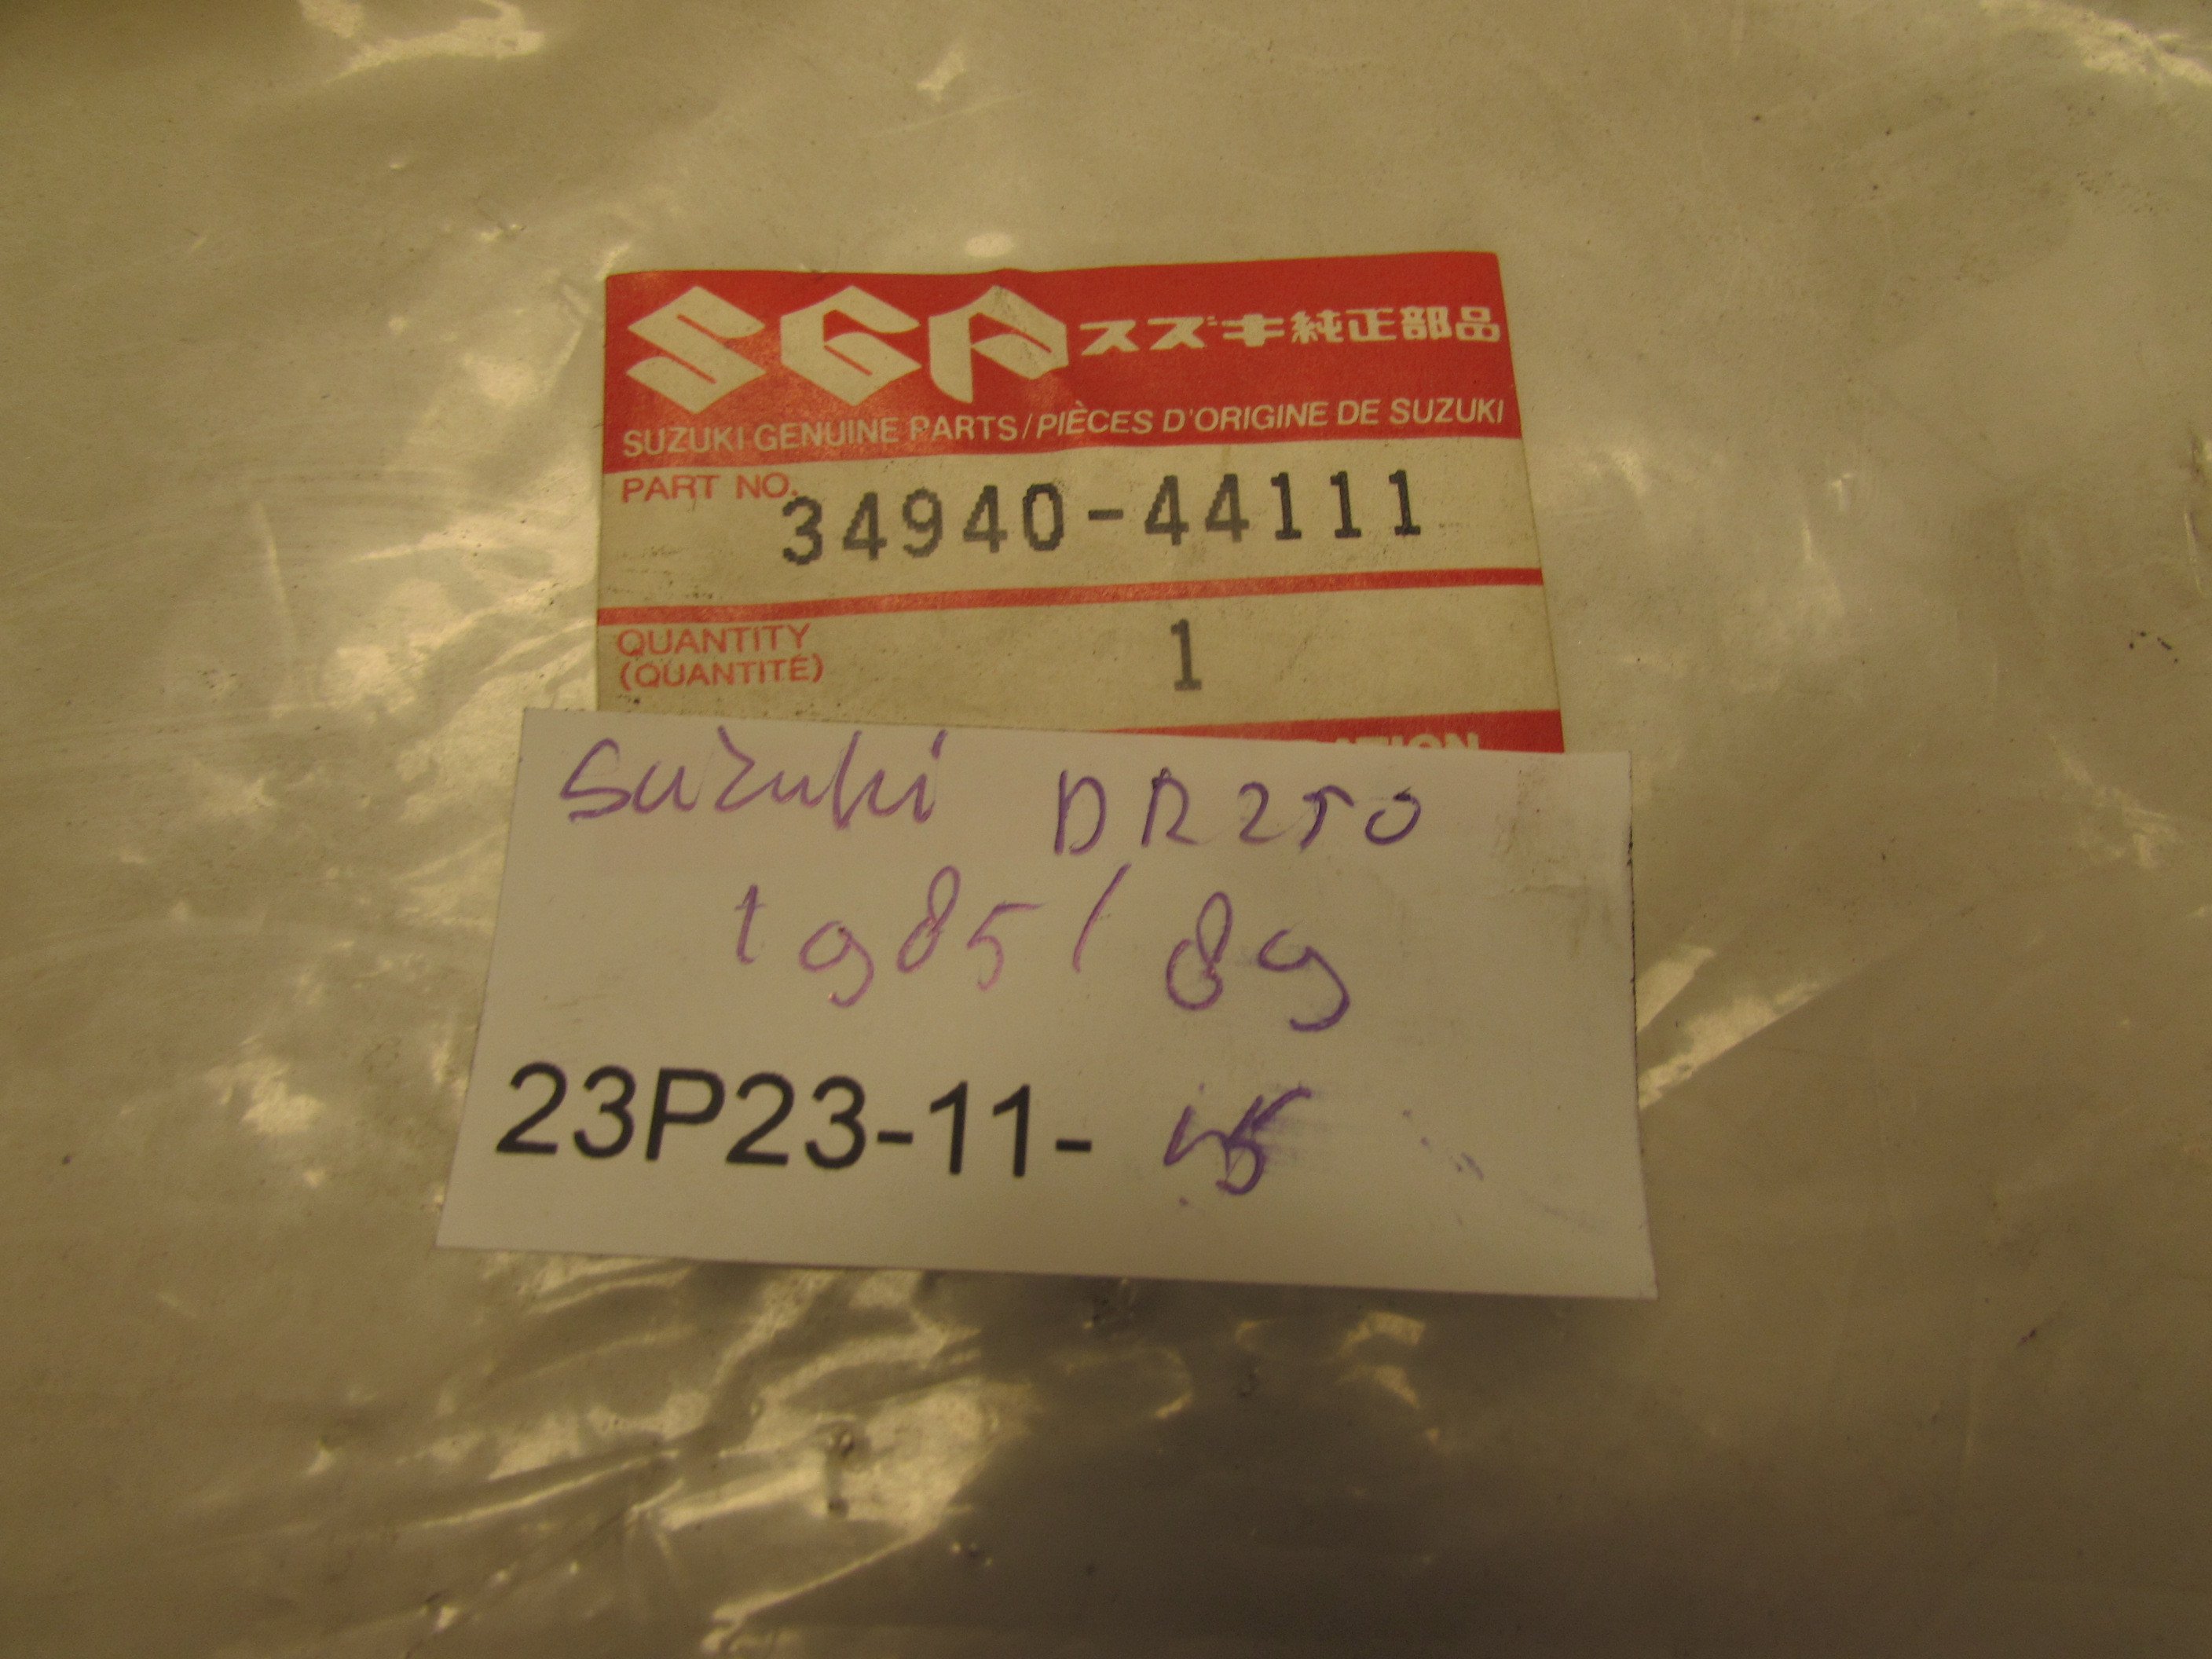 SGP スズキ純正部品
SUZUKI GENUINE PARTS/PIÈCES D'ORIGINE DE SUZUKI
PART NO. 34940-44111
QUANTITY 1
(QUANTITÉ)
suzuki DR250
1985/89
23P23-11-